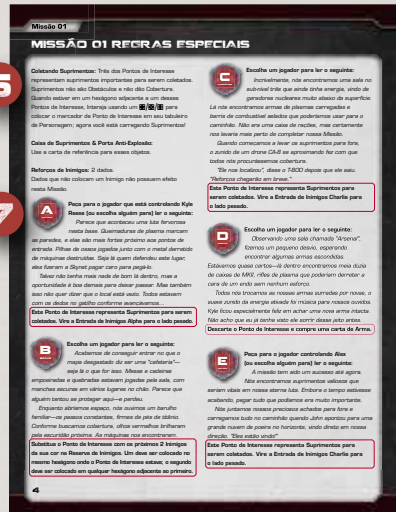 Missão 01
MISSÃO 01 REGRAS ESPECIAIS
5
7
Coletando Suprimentos: Três dos Pontos de Interesse
representam suprimentos importantes para serem coletados.
Suprimentos não são Obstáculos e não dão Cobertura.
Quando estiver em um hexágono adjacente a um desses
Pontos de Interesse, Interaja usando um para
colocar o marcador do Ponto de Interesse em seu tabuleiro
de Personagem; agora você está carregando Suprimentos!
Caixa de Suprimentos & Porta Anti-Explosão:
Use a carta de referência para esses objetos.
Reforços de Inimigos: 2 dados.
Dados que não colocam um Inimigo não possuem efeito
nesta Missão.
A
Peça para o jogador que está controlando Kyle
Reese (ou escolha alguém) para ler o seguinte:
Parece que aconteceu uma luta fervorosa
nesta base. Queimaduras de plasma marcam
as paredes, e elas são mais fortes próximo aos pontos de
entrada. Pilhas de ossos jogadas junto com o metal derretido
de máquinas destruídas. Seja lá quem defendeu este lugar,
eles fizeram a Skynet pagar caro para pegá-lo.
Talvez não tenha mais nada de bom lá dentro, mas a
oportunidade é boa demais para deixar passar. Mas também
isso não quer dizer que o local está vazio. Todos estavam
com os dedos no gatilho conforme avançávamos...
Este Ponto de Interesse representa Suprimentos para serem
coletados. Vire a Entrada de Inimigos Alpha para o lado pesado.
B
Escolha um jogador para ler o seguinte:
Acabamos de conseguir entrar no que o
mapa desgastado diz ser uma "cafeteria"—
seja lá o que for isso. Mesas e cadeiras
empoeiradas e quebradas estavam jogadas pela sala, com
manchas escuras em vários lugares no chão. Parece que
alguém tentou se proteger aqui—e perdeu.
Enquanto abríamos espaço, nós ouvimos um barulho
familiar—os passos constantes, firmes de pés de titânio.
Conforme buscamos cobertura, olhos vermelhos brilharam
pela escuridão próxima. As máquinas nos encontraram.
Substitua o Ponto de Interesse com os próximos 2 Inimigos
da sua cor na Reserva de Inimigos. Um deve ser colocado no
mesmo hexágono onde o Ponto de Interesse estava; o segundo
deve ser colocado em qualquer hexágono adjacente ao primeiro.
4
C
Escolha um jogador para ler o seguinte:
Incrivelmente, nós encontramos uma sala no
sub-nível três que ainda tinha energia, vindo de
geradores nucleares muito abaixo da superfície.
Lá nós encontramos armas de plasmas carregadas e
barris de combustível selados que poderíamos usar para o
caminhão. Não era uma caixa de rações, mas certamente
nos levaria mais perto de completar nossa Missão.
Quando começamos a levar os suprimentos para fora,
o zunido de um drone CA-B se aproximando fez com que
todos nós procurássemos cobertura.
"Ele nos localizou", disse a T-800 depois que ele saiu.
"Reforços chegarão em breve."
Este Ponto de Interesse representa Suprimentos para
serem coletados. Vire a Entrada de Inimigos Charlie para
o lado pesado.
D
Escolha um jogador para ler o seguinte:
Observando uma sala chamada "Arsenal",
fizemos um pequeno desvio, esperando
encontrar algumas armas escondidas.
Estávamos quase certos—lá dentro encontramos meia dúzia
de caixas de MKII, rifles de plasma que poderiam derreter a
cara de um endo sem nenhum esforço.
Todos nós trocamos as nossas armas surradas por novas, o
suave zunido da energia ativada foi música para nossos ouvidos.
Kyle ficou especialmente feliz em achar uma nova arma intacta.
Não acho que eu já tenha visto ele sorrir desse jeito antes.
Descarte o Ponto de Interesse e compre uma carta de Arma.
E
Peça para o jogador controlando Alex
(ou escolha alguém) ler o seguinte:
A missão tem sido um sucesso até agora.
Nós encontramos suprimentos valiosos que
seriam vitais em nossa eterna luta. Embora o tempo estivesse
acabando, pegar tudo que podíamos era muito importante.
Nós juntamos nossos preciosos achados para fora e
carregamos tudo no caminhão quando John apontou para uma
grande nuvem de poeira no horizonte, vindo direto em nossa
direção. "Eles estão vindo!"
Este Ponto de Interesse representa Suprimentos para
serem coletados. Vire a Entrada de Inimigos Charlie para
o lado pesado.